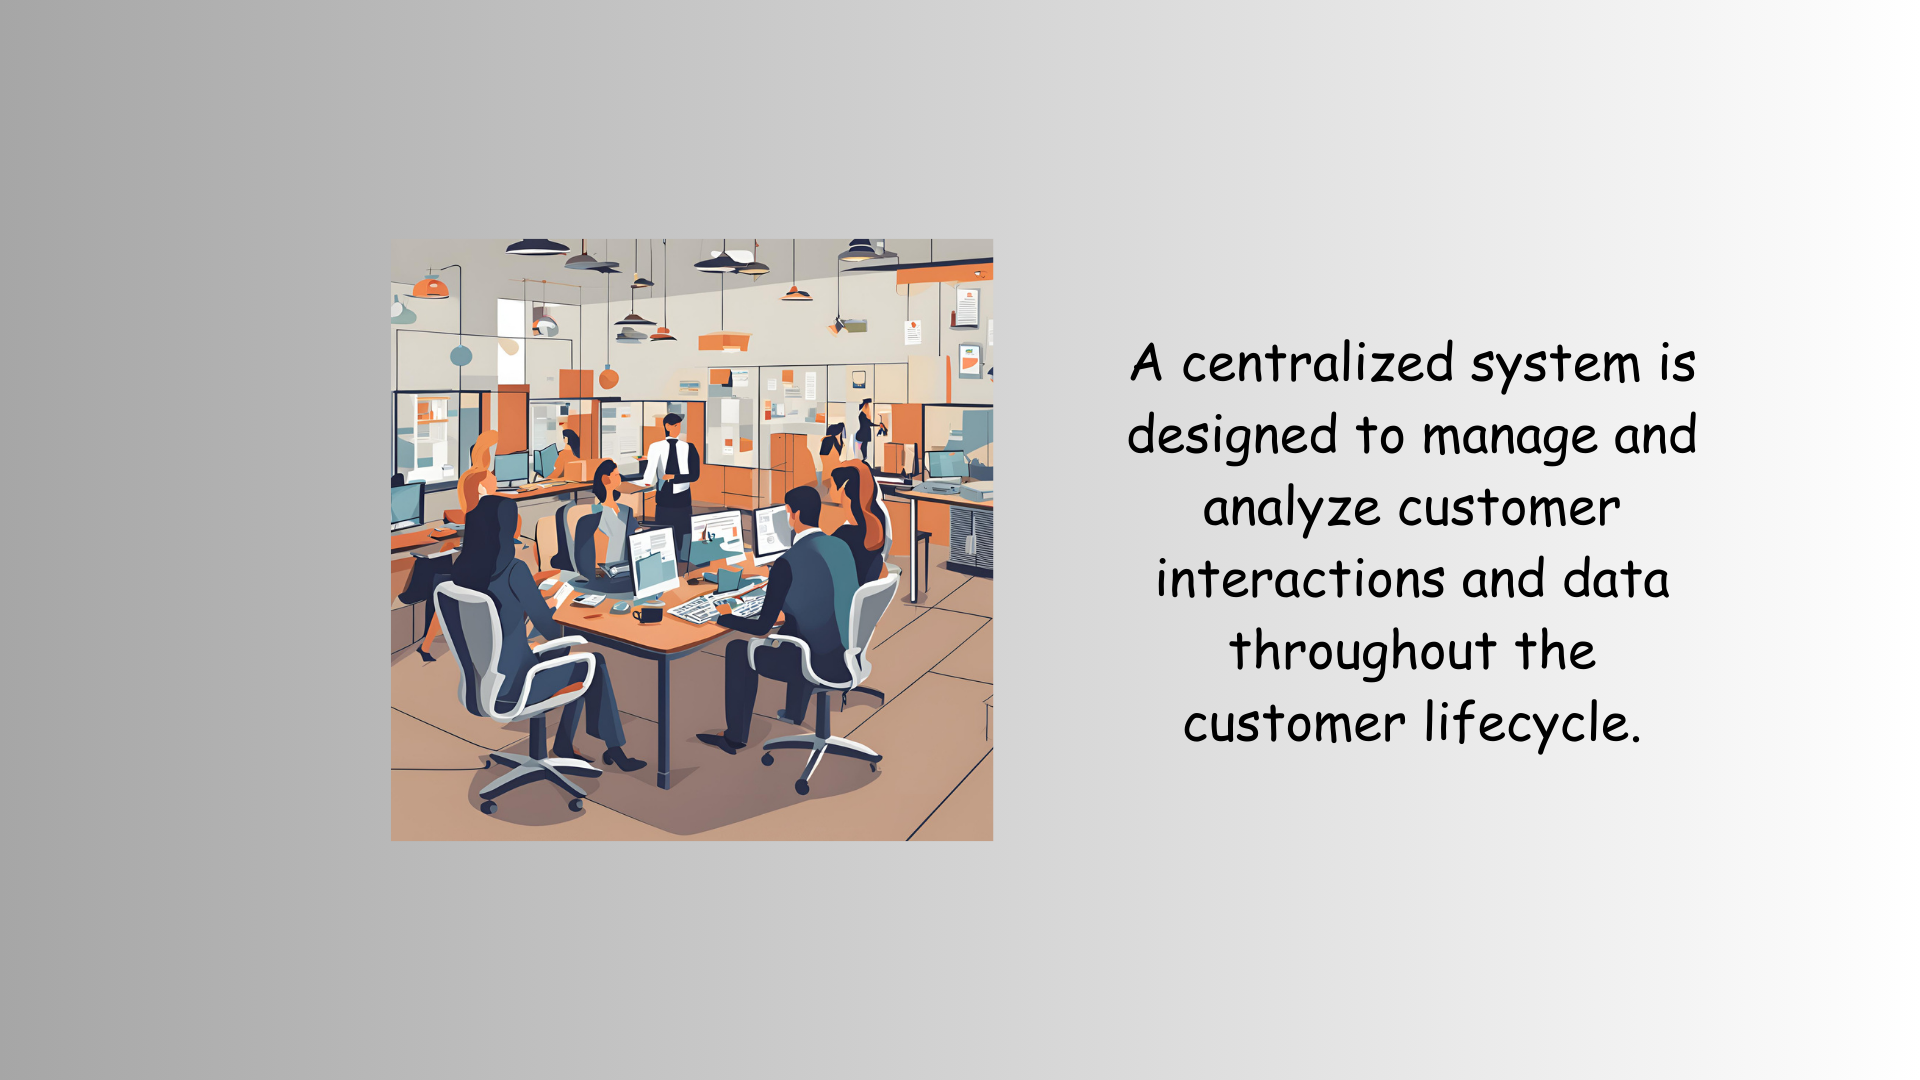 A centralized system is
designed to manage and
analyze customer
interactions and data
throughout the
customer lifecycle.